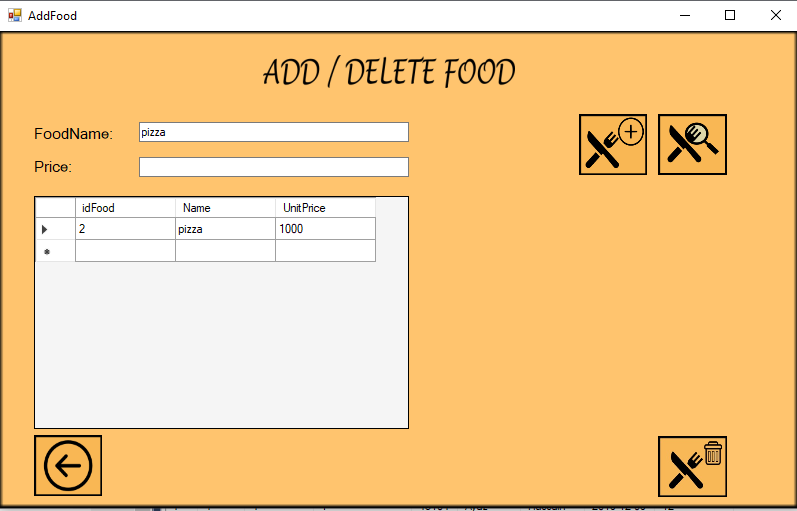 AddFood
ADD / DELETE FOOD
FoodName: pizza
Price:
idFood Name UnitPrice
2 pizza 1000